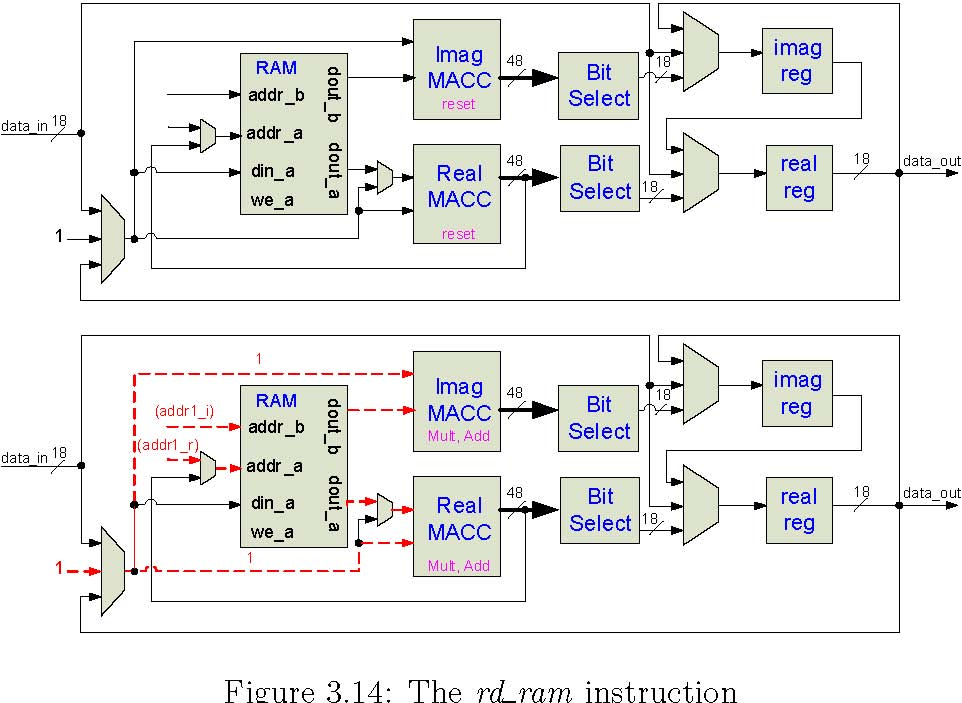 Imag
MACC
reset
48
Bit
Select
18
imag
reg
RAM
addr_b
addr_a
din_a
we_a
dout_b
dout_a
data_in 18
1
Real
MACC
reset
48
Bit
Select
18
real
reg
18
data_out
1
Imag
MACC
Mult, Add
48
Bit
Select
18
imag
reg
(addr1_i)
(addr1_r)
RAM
addr_b
addr_a
din_a
we_a
dout_b
dout_a
data_in 18
1
1
Real
MACC
Mult, Add
48
Bit
Select
18
real
reg
18
data_out
Figure 3.14: The rd_ram instruction